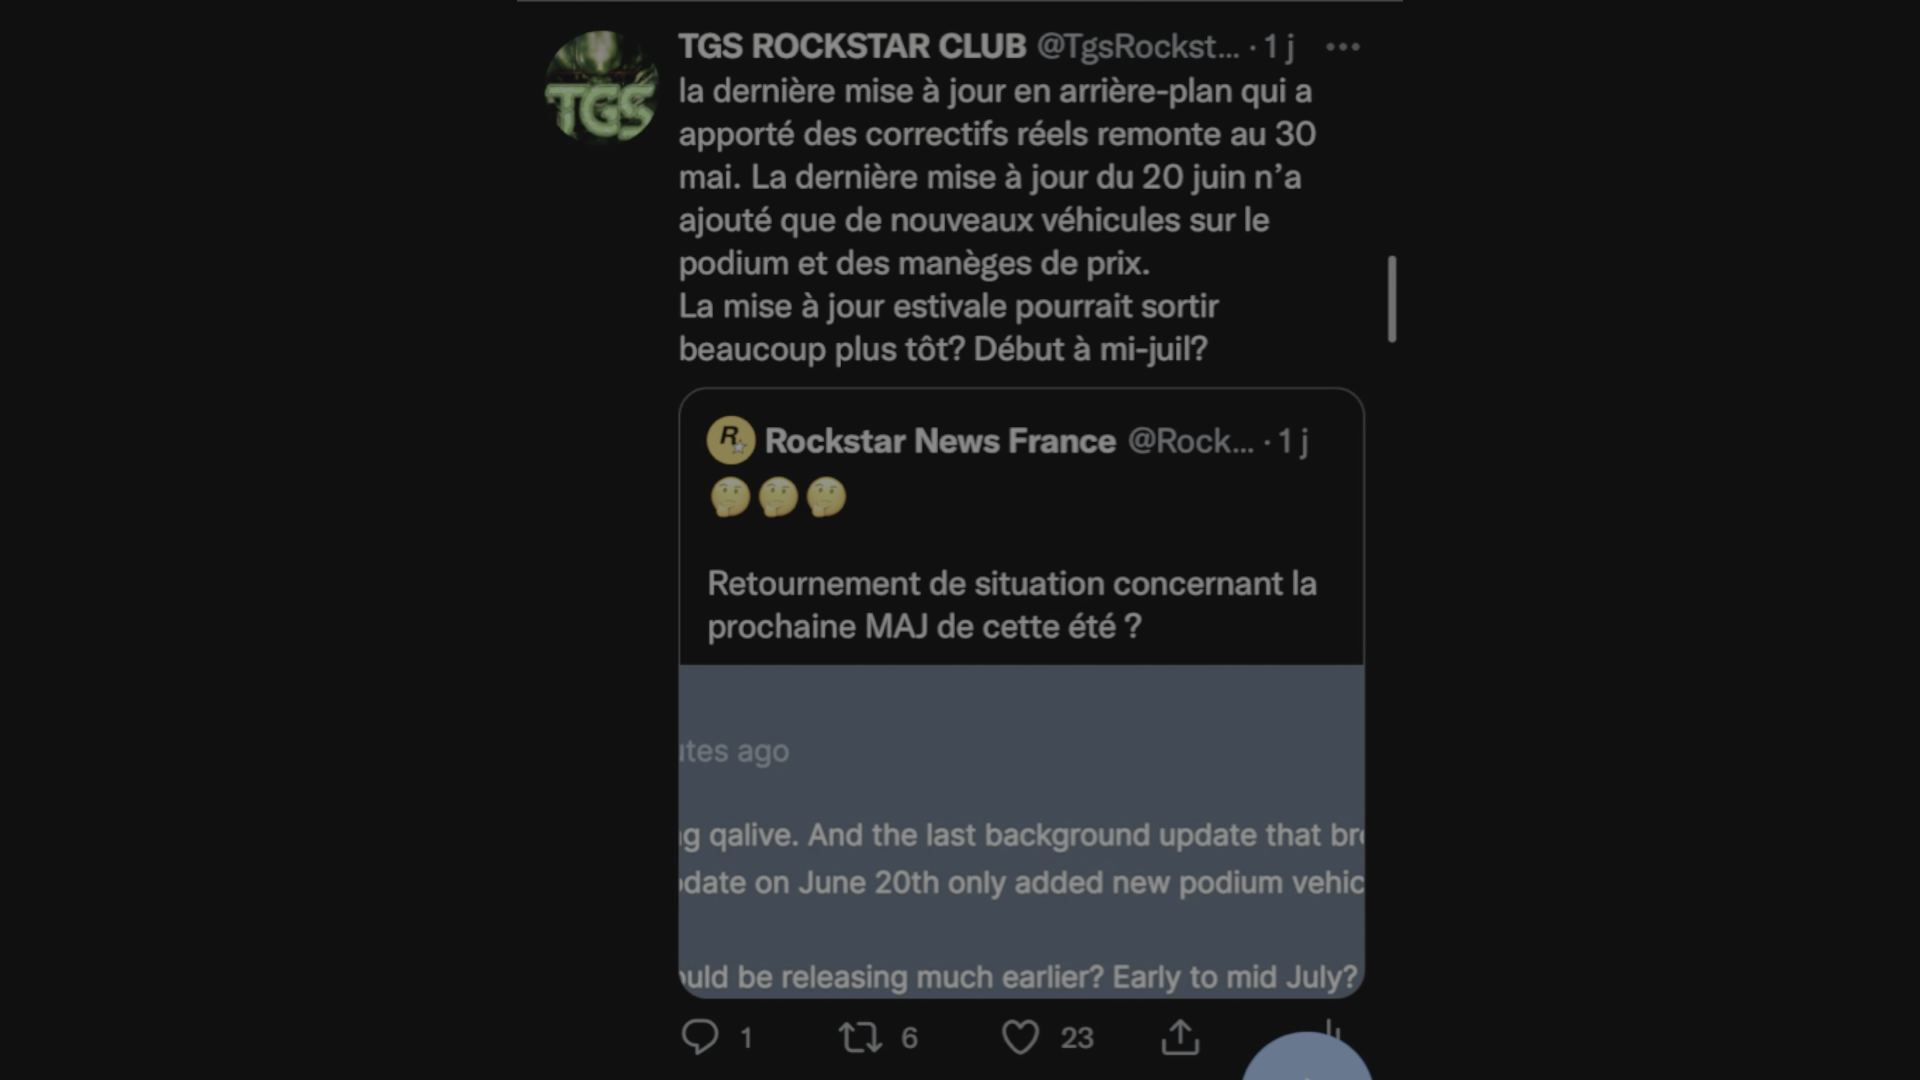 TGS ROCKSTAR CLUB @TgsRockst... · 1 j
TGS
la dernière mise à jour en arrière-plan qui a
apporté des correctifs réels remonte au 30
mai. La dernière mise à jour du 20 juin n’a
ajouté que de nouveaux véhicules sur le
podium et des manèges de prix.
La mise à jour estivale pourrait sortir
beaucoup plus tôt? Début à mi-juil?
R Rockstar News France @Rock... · 1 j
🤔🤔🤔
Retournement de situation concernant la
prochaine MAJ de cette été ?
utes ago
g qalive. And the last background update that br
date on June 20th only added new podium vehic
uld be releasing much earlier? Early to mid July?
1 6 23